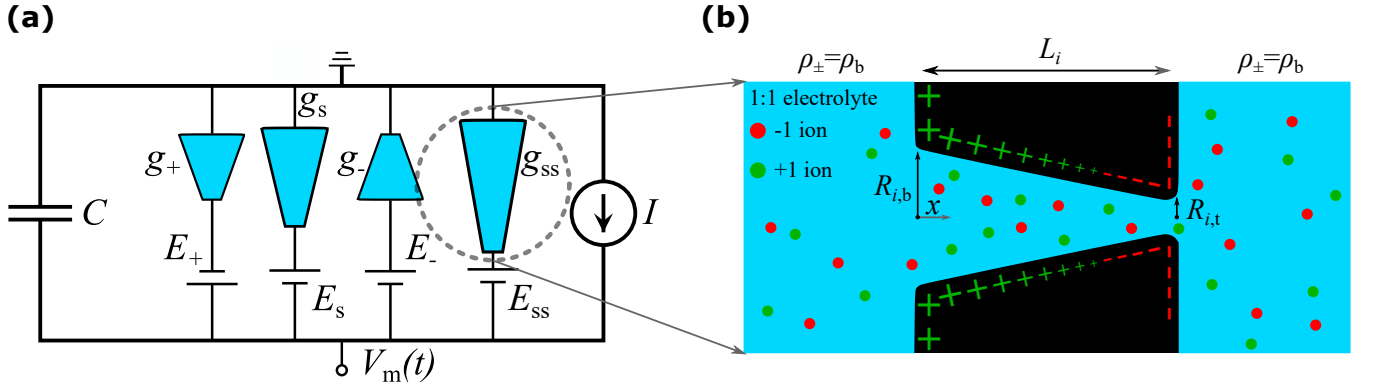 (a)
g₊
gₛ
g₋
gₛₛ
C
I
E₊
Eₛ
E₋
Eₛₛ
Vₘ(t)
(b)
ρ±=ρb
Lᵢ
ρ±=ρb
1:1 electrolyte
-1 ion
+1 ion
Rᵢ,b
x
Rᵢ,t